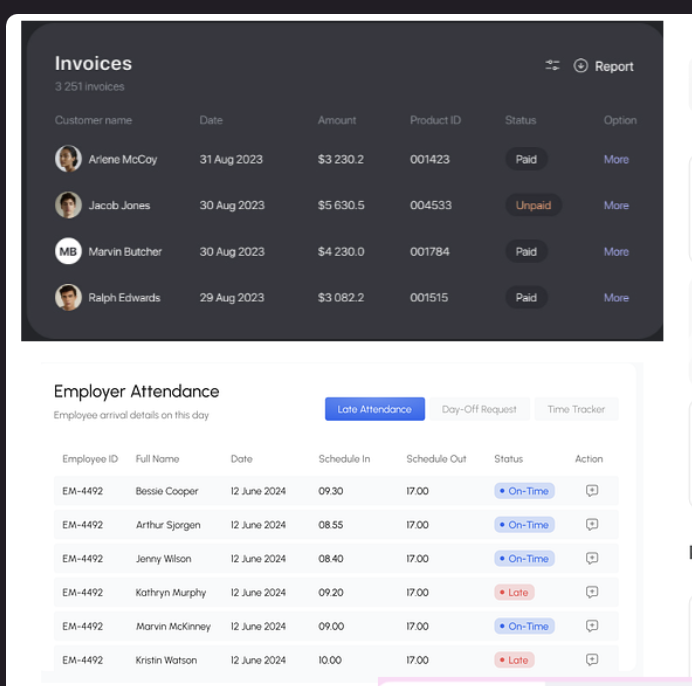 Invoices
Report
3 251 invoices
Customer name Date Amount Product ID Status Option
Arlene McCoy 31 Aug 2023 $3 230.2 001423 Paid More
Jacob Jones 30 Aug 2023 $5 630.5 004533 Unpaid More
MB Marvin Butcher 30 Aug 2023 $4 230.0 001784 Paid More
Ralph Edwards 29 Aug 2023 $3 082.2 001515 Paid More
Employer Attendance
Employee arrival details on this day
Late Attendance Day-Off Request Time Tracker
Employee ID Full Name Date Schedule In Schedule Out Status Action
EM-4492 Bessie Cooper 12 June 2024 09.30 17.00 On-Time
EM-4492 Arthur Sjorgen 12 June 2024 08.55 17.00 On-Time
EM-4492 Jenny Wilson 12 June 2024 08.40 17.00 On-Time
EM-4492 Kathryn Murphy 12 June 2024 09.20 17.00 Late
EM-4492 Marvin McKinney 12 June 2024 09.00 17.00 On-Time
EM-4492 Kristin Watson 12 June 2024 10.00 17.00 Late